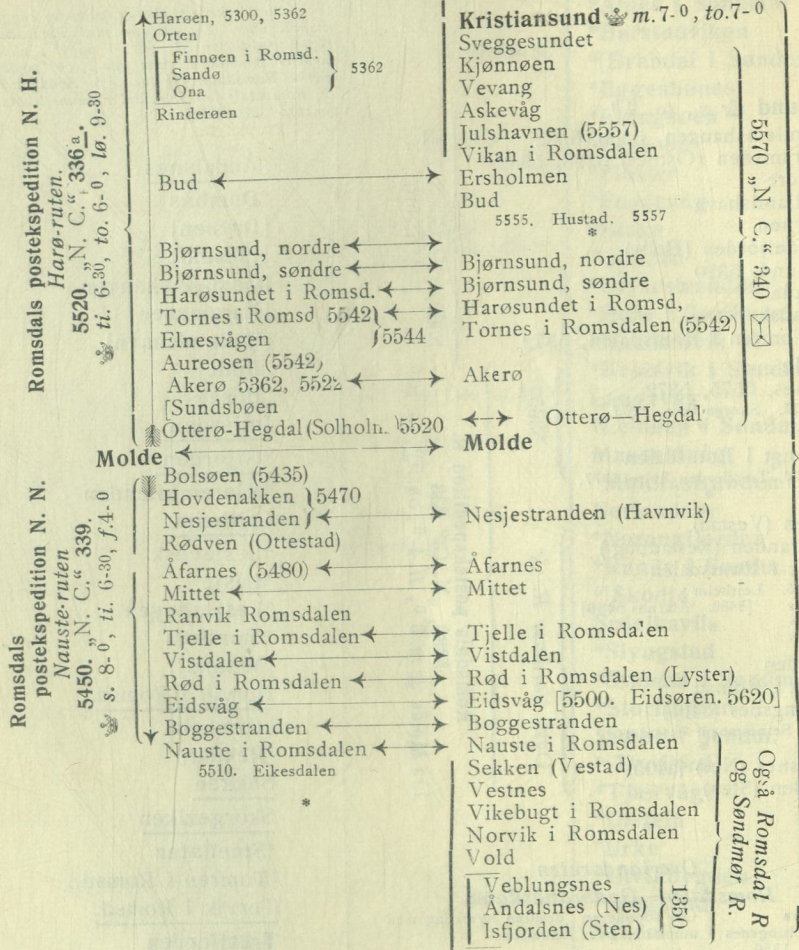 Romsdals postekspedition N. H.
Harø-ruten.
5520. „N. C.“ 336a.
ti. 6-30, to. 6-0, lø. 9-30
Harøen, 5300, 5362
Orten
Finnøen i Romsd.
Sandø
Ona
5362
Rinderøen
Bud
Bjørnsund, nordre
Bjørnsund, søndre
Harøsundet i Romsd.
Tornes i Romsd 5542)
Elnesvågen
5544
Aureosen (5542)
Akerø 5362,
[Sundsbøen
Otterø-Hegdal (Solholm.) 5520
Molde
Romsdals
postekspedition N. N.
Nauste-ruten
5450. „N. C.“ 339.
s. 8-0, ti. 6-30, f. 4-0
Bolsøen (5435)
Hovdenakken } 5470
Nesjestranden
Rødven (Ottestad)
Åfarnes (5480)
Mittet
Ranvik Romsdalen
Tjelle i Romsdalen
Vistdalen
Rød i Romsdalen
Eidsvåg
Boggestranden
Nauste i Romsdalen
5510. Eikesdalen
*
Kristiansund m. 7-0, to. 7-0
Sveggesundet
Kjønnøen
Vevang
Askevåg
Julshavnen (5557)
Vikan i Romsdalen
Ersholmen
Bud
5555. Hustad. 5557
*
Bjørnsund, nordre
Bjørnsund, søndre
Harøsundet i Romsd,
Tornes i Romsdalen (5542)
Akerø
Otterø—Hegdal
5570 „N. C.“ 340
Molde
Nesjestranden (Havnvik)
Åfarnes
Mittet
Tjelle i Romsdalen
Vistdalen
Rød i Romsdalen (Lyster)
Eidsvåg [5500. Eidsøren. 5620]
Boggestranden
Nauste i Romsdalen
Sekken (Vestad)
Vestnes
Vikebugt i Romsdalen
Norvik i Romsdalen
Vold
Veblungsnes
Åndalsnes (Nes)
Isfjorden (Sten)
1350
Også Romsdal R
og Søndmør R.